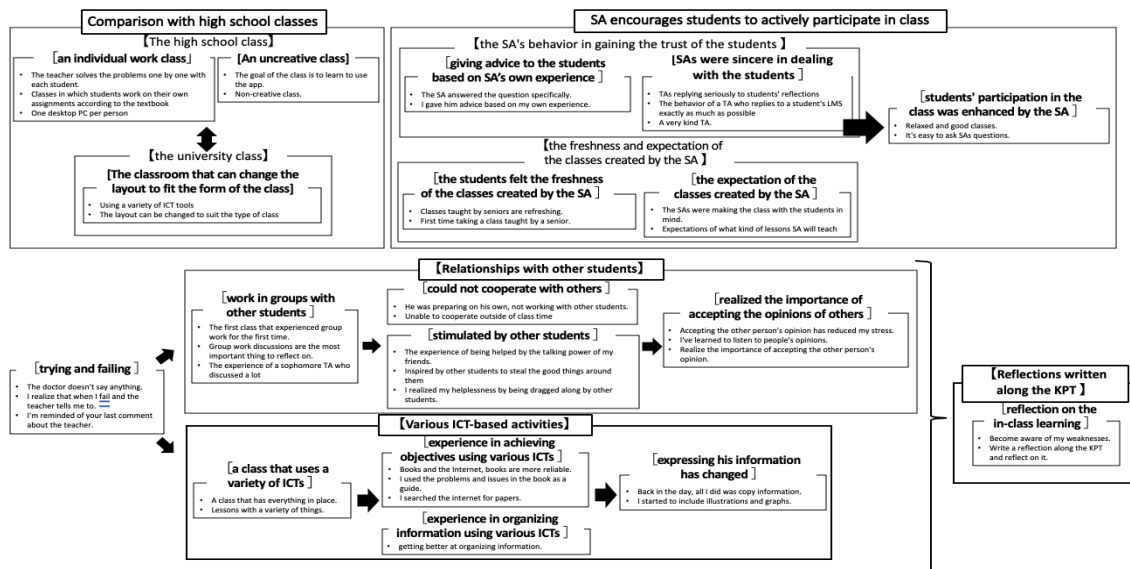 Comparison with high school classes
【The high school class】
［an individual work class］
• The teacher solves the problems one by one with
each student.
• Classes in which students work on their own
assignments according to the textbook
• One desktop PC per person
[An uncreative class]
• The goal of the class is to learn to use
the app.
• Non-creative class.
【the university class】
[The classroom that can change the
layout to fit the form of the class]
• Using a variety of ICT tools
• The layout can be changed to suit the type of class
SA encourages students to actively participate in class
【the SA's behavior in gaining the trust of the students 】
［giving advice to the students
based on SA's own experience］
• The SA answered the question specifically.
• I gave him advice based on my own experience.
[SAs were sincere in dealing
with the students ］
• TAs replying seriously to students' reflections
• The behavior of a TA who replies to a student's LMS
exactly as much as possible
• A very kind TA.
［students' participation in the
class was enhanced by the SA ］
• Relaxed and good classes.
• It's easy to ask SAs questions.
【the freshness and expectation of
the classes created by the SA 】
［the students felt the freshness
of the classes created by the SA ］
• Classes taught by seniors are refreshing.
• First time taking a class taught by a senior.
［the expectation of the
classes created by the SA ］
• The SAs were making the class with the students in
mind.
• Expectations of what kind of lessons SA will teach
［trying and failing ］
• The doctor doesn't say anything.
• I realize that when I fail and the
teacher tells me to.
• I'm reminded of your last comment
about the teacher.
【Relationships with other students】
［work in groups with
other students ］
• The first class that experienced group
work for the first time.
• Group work discussions are the most
important thing to reflect on.
• The experience of a sophomore TA who
discussed a lot
［could not cooperate with others ］
• He was preparing on his own, not working with other students.
• Unable to cooperate outside of class time
［stimulated by other students ］
• The experience of being helped by the talking power of my
friends.
• Inspired by other students to steal the good things around
them
• I realized my helplessness by being dragged along by other
students.
［realized the importance of
accepting the opinions of others ］
• Accepting the other person's opinion has reduced my stress.
• I've learned to listen to people's opinions.
• Realize the importance of accepting the other person's
opinion.
【Various ICT-based activities】
［a class that uses a
variety of ICTs ］
• A class that has everything in place.
• Lessons with a variety of things.
［experience in achieving
objectives using various ICTs］
• Books and the Internet, books are more reliable.
• I used the problems and issues in the book as a
guide.
• I searched the internet for papers.
［experience in organizing
information using various ICTs］
• getting better at organizing information.
［expressing his information
has changed ］
• Back in the day, all I did was copy information.
• I started to include illustrations and graphs.
【Reflections written
along the KPT 】
［reflection on the
in-class learning ］
• Become aware of my weaknesses.
• Write a reflection along the KPT
and reflect on it.